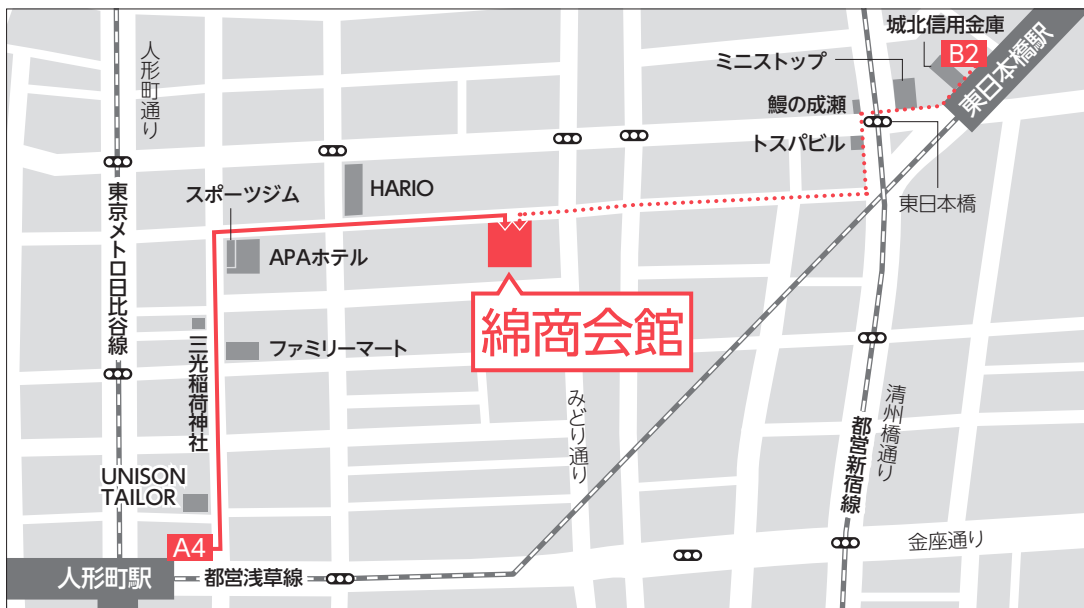 城北信用金庫
B2
東日本橋駅
ミニストップ
人形町通り
鰻の成瀬
トスパビル
東日本橋
東京メトロ日比谷線
スポーツジム
HARIO
APAホテル
綿商会館
三光稲荷神社
ファミリーマート
みどり通り
清州橋通り
都営新宿線
UNISON
TAILOR
A4
金座通り
人形町駅
都営浅草線